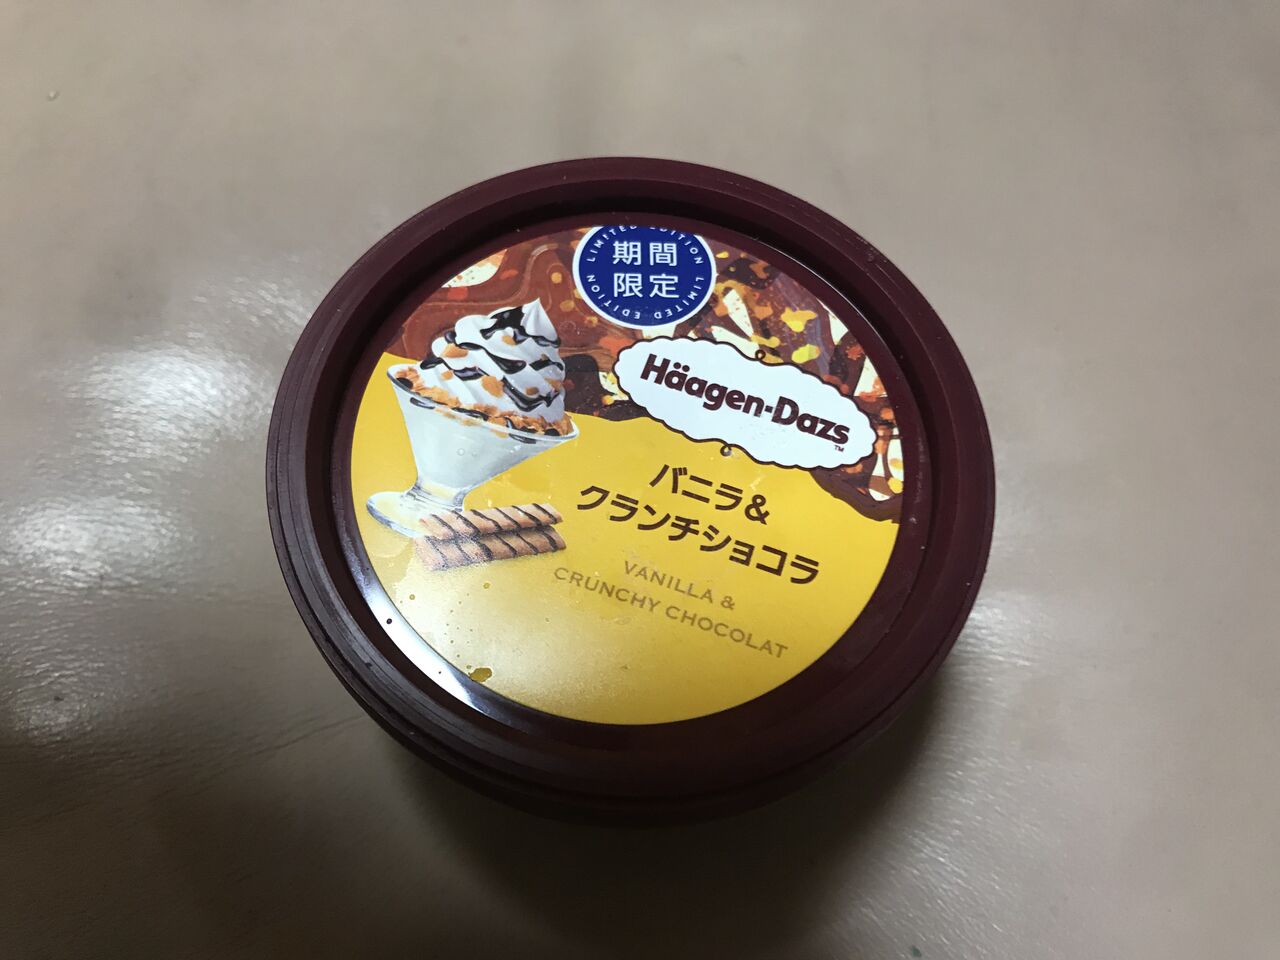 LIMITED EDITION LIMITED EDITION
期間
限定
Häagen-Dazs
TM
バニラ&
クランチショコラ
VANILLA &
CRUNCHY CHOCOLAT